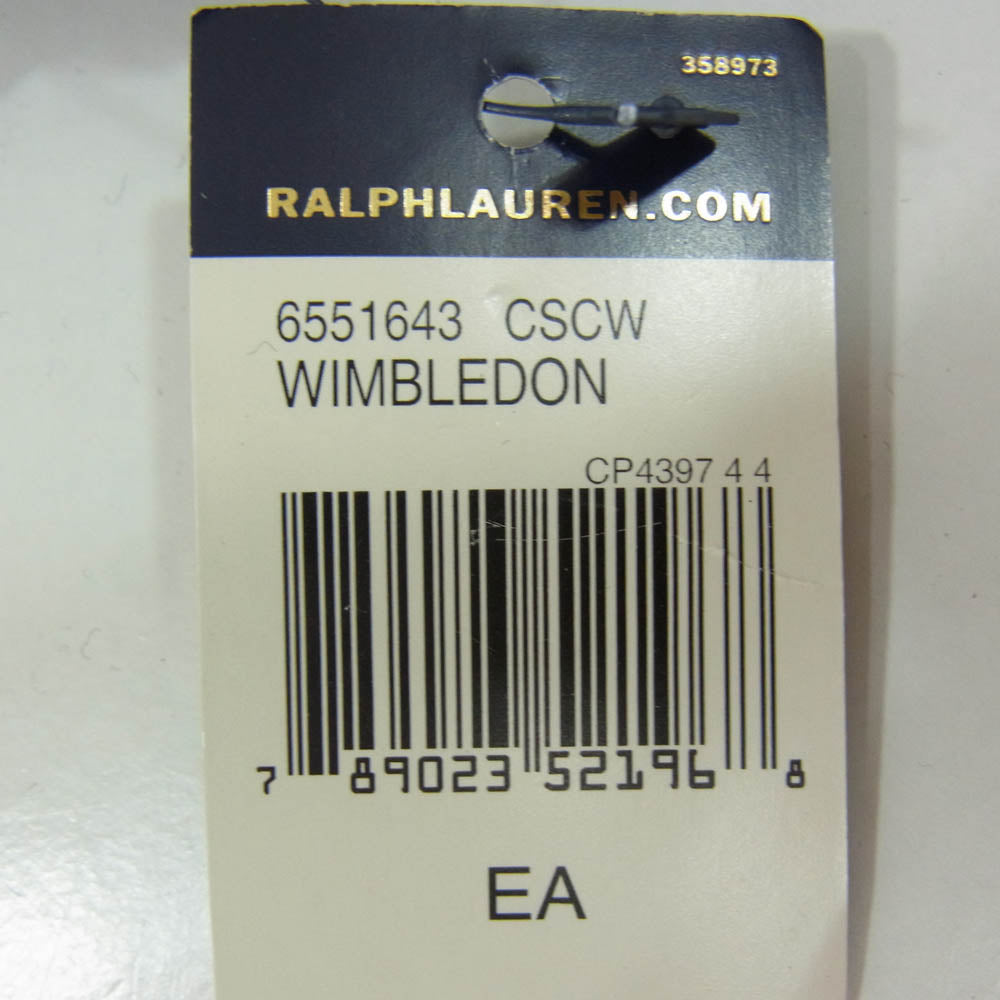 358973
RALPHLAUREN.COM
6551643 CSCW
WIMBLEDON
CP4397 4 4
7 89023 52196 8
EA